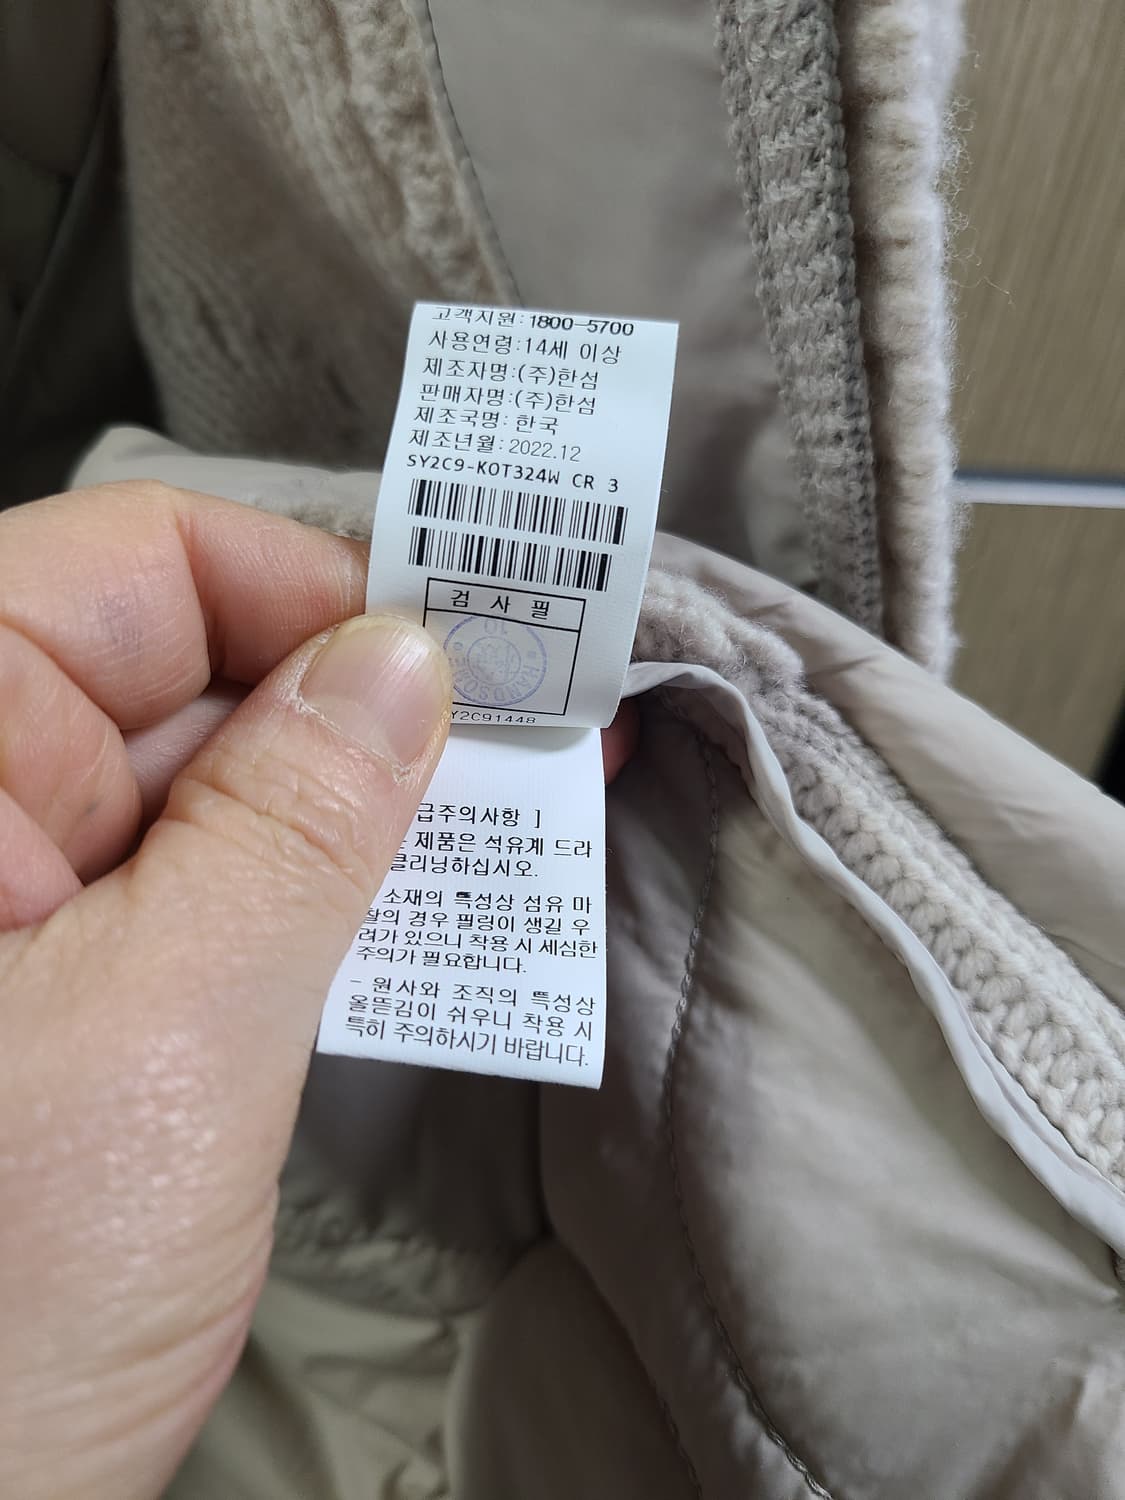 고객지원:1800-5700
사용연령:14세 이상
제조자명:(주)한섬
판매자명:(주)한섬
제조국명: 한국
제조년월:2022.12
SY2C9-KOT324W CR 3
검 사 필
10
HANDSOME
Y2C91448
급주의사항 ]
제품은 석유계 드라
클리닝하십시오.
소재의 특성상 섬유 마
찰의 경우 필링이 생길 우
려가 있으니 착용 시 세심한
주의가 필요합니다.
- 원사와 조직의 특성상
올뜯김이 쉬우니 착용 시
특히 주의하시기 바랍니다.